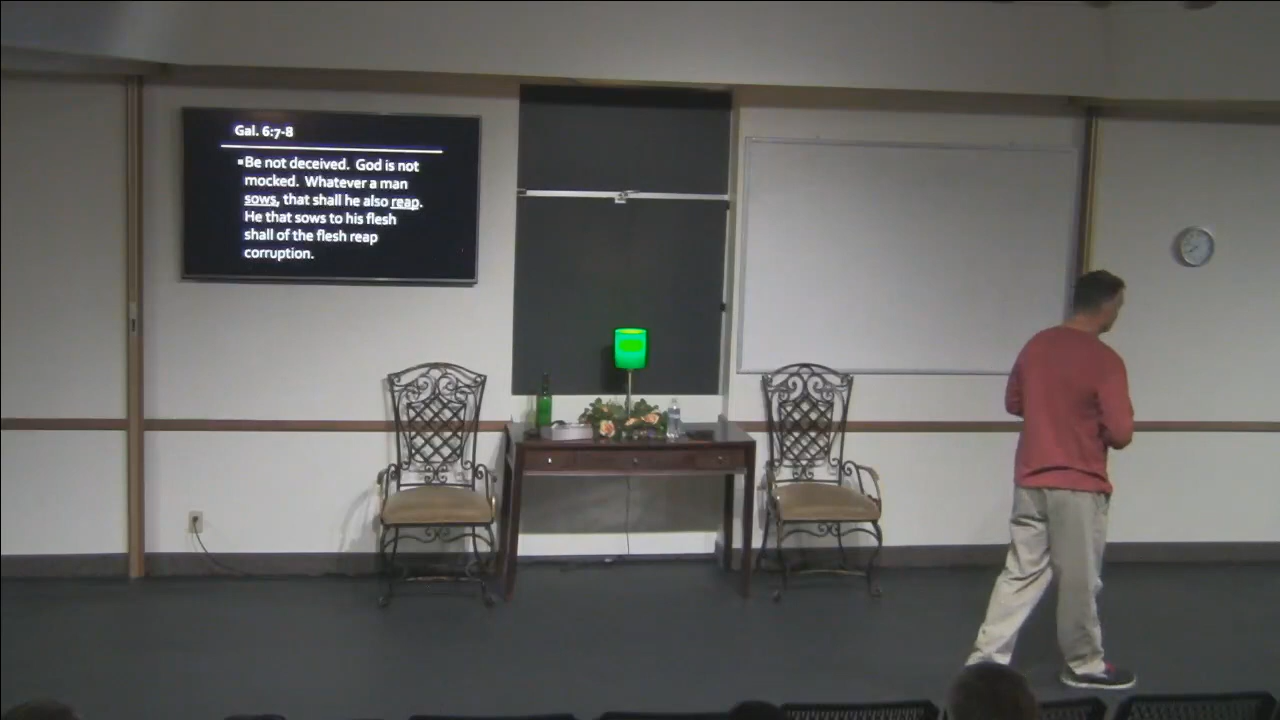 Gal. 6:7-8
▪Be not deceived. God is not
mocked. Whatever a man
sows, that shall he also reap.
He that sows to his flesh
shall of the flesh reap
corruption.